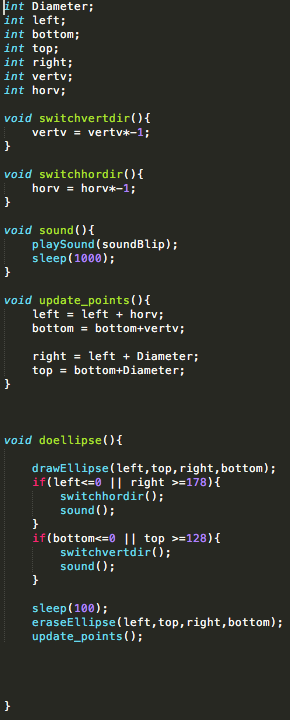 int Diameter;
int left;
int bottom;
int top;
int right;
int vertv;
int horv;
void switchvertdir(){
vertv = vertv*-1;
}
void switchhordir(){
horv = horv*-1;
}
void sound(){
playSound(soundBlip);
sleep(1000);
}
void update_points(){
left = left + horv;
bottom = bottom+vertv;
right = left + Diameter;
top = bottom+Diameter;
}
void doellipse(){
drawEllipse(left,top,right,bottom);
if(left<=0 || right >=178){
switchhordir();
sound();
}
if(bottom<=0 || top >=128){
switchvertdir();
sound();
}
sleep(100);
eraseEllipse(left,top,right,bottom);
update_points();
}